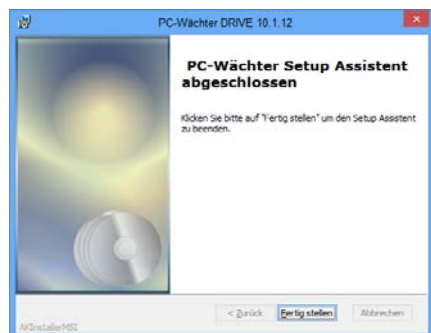 PC-Wächter DRIVE 10.1.12
PC-Wächter Setup Assistent
abgeschlossen
Klicken Sie bitte auf "Fertig stellen" um den Setup Assistent
zu beenden.
< Zurück Fertig stellen Abbrechen
AKInstallerMSI